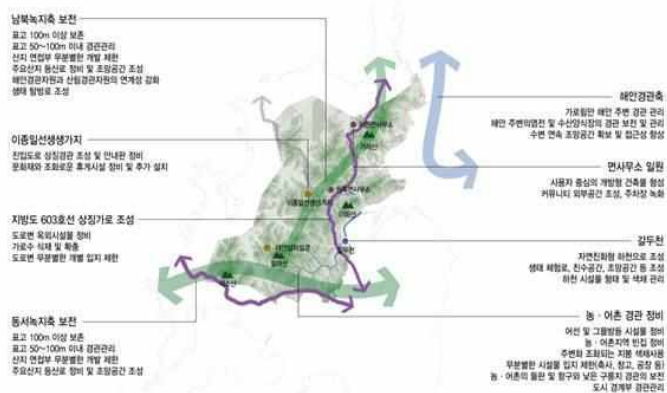 남북녹지축 보전
표고 100m 이상 보존
표고 50~100m 이내 경관관리
산지 연접부 무분별한 개발 제한
주요산지 등산로 정비 및 조망공간 조성
해안경관자원과 산림경관자원의 연계성 강화
생태 탐방로 조성
이종일선생생가지
진입도로 상징경관 조성 및 안내판 정비
문화재와 조화로운 휴게시설 정비 및 추가 설치
지방도 603호선 상징가로 조성
도로변 옥외시설물 정비
가로수 식재 및 확충
도로변 무분별한 개별 입지 제한
동서녹지축 보전
표고 100m 이상 보존
표고 50~100m 이내 경관관리
산지 연접부 무분별한 개발 제한
주요산지 등산로 정비 및 조망공간 조성
이종일선생생가지
해안경관축
가로림만 해안 주변 경관 관리
해안 주변의염전 및 수산양식장의 경관 보전 및 관리
수변 연속 조망공간 확보 및 접근성 향상
면사무소 일원
사용자 중심의 개방형 건축물 형성
커뮤니티 외부공간 조성, 주차장 녹화
갈두천
자연친화형 하천으로 조성
생태 체험로, 친수공간, 조망공간 등 조성
하천 시설물 형태 및 색채 관리
농·어촌 경관 정비
어선 및 그물망등 시설물 정비
농·어촌지역 빈집 정비
주변화 조화되는 지붕 색채사용
무분별한 시설물 입지 제한(축사, 창고, 공장 등)
농·어촌의 들판 및 항구와 낮은 구릉지 경관의 보전
도시 경계부 경관관리